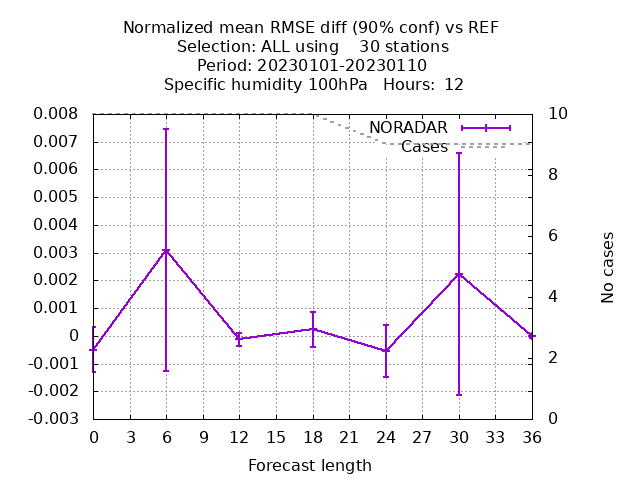 Normalized mean RMSE diff (90% conf) vs REF
Selection: ALL using    30 stations
Period: 20230101-20230110
Specific humidity 100hPa   Hours:  12
0.008
0.007
0.006
0.005
0.004
0.003
0.002
0.001
0
-0.001
-0.002
-0.003
10
8
6
4
2
0
NORADAR
Cases
No cases
0 3 6 9 12 15 18 21 24 27 30 33 36
Forecast length